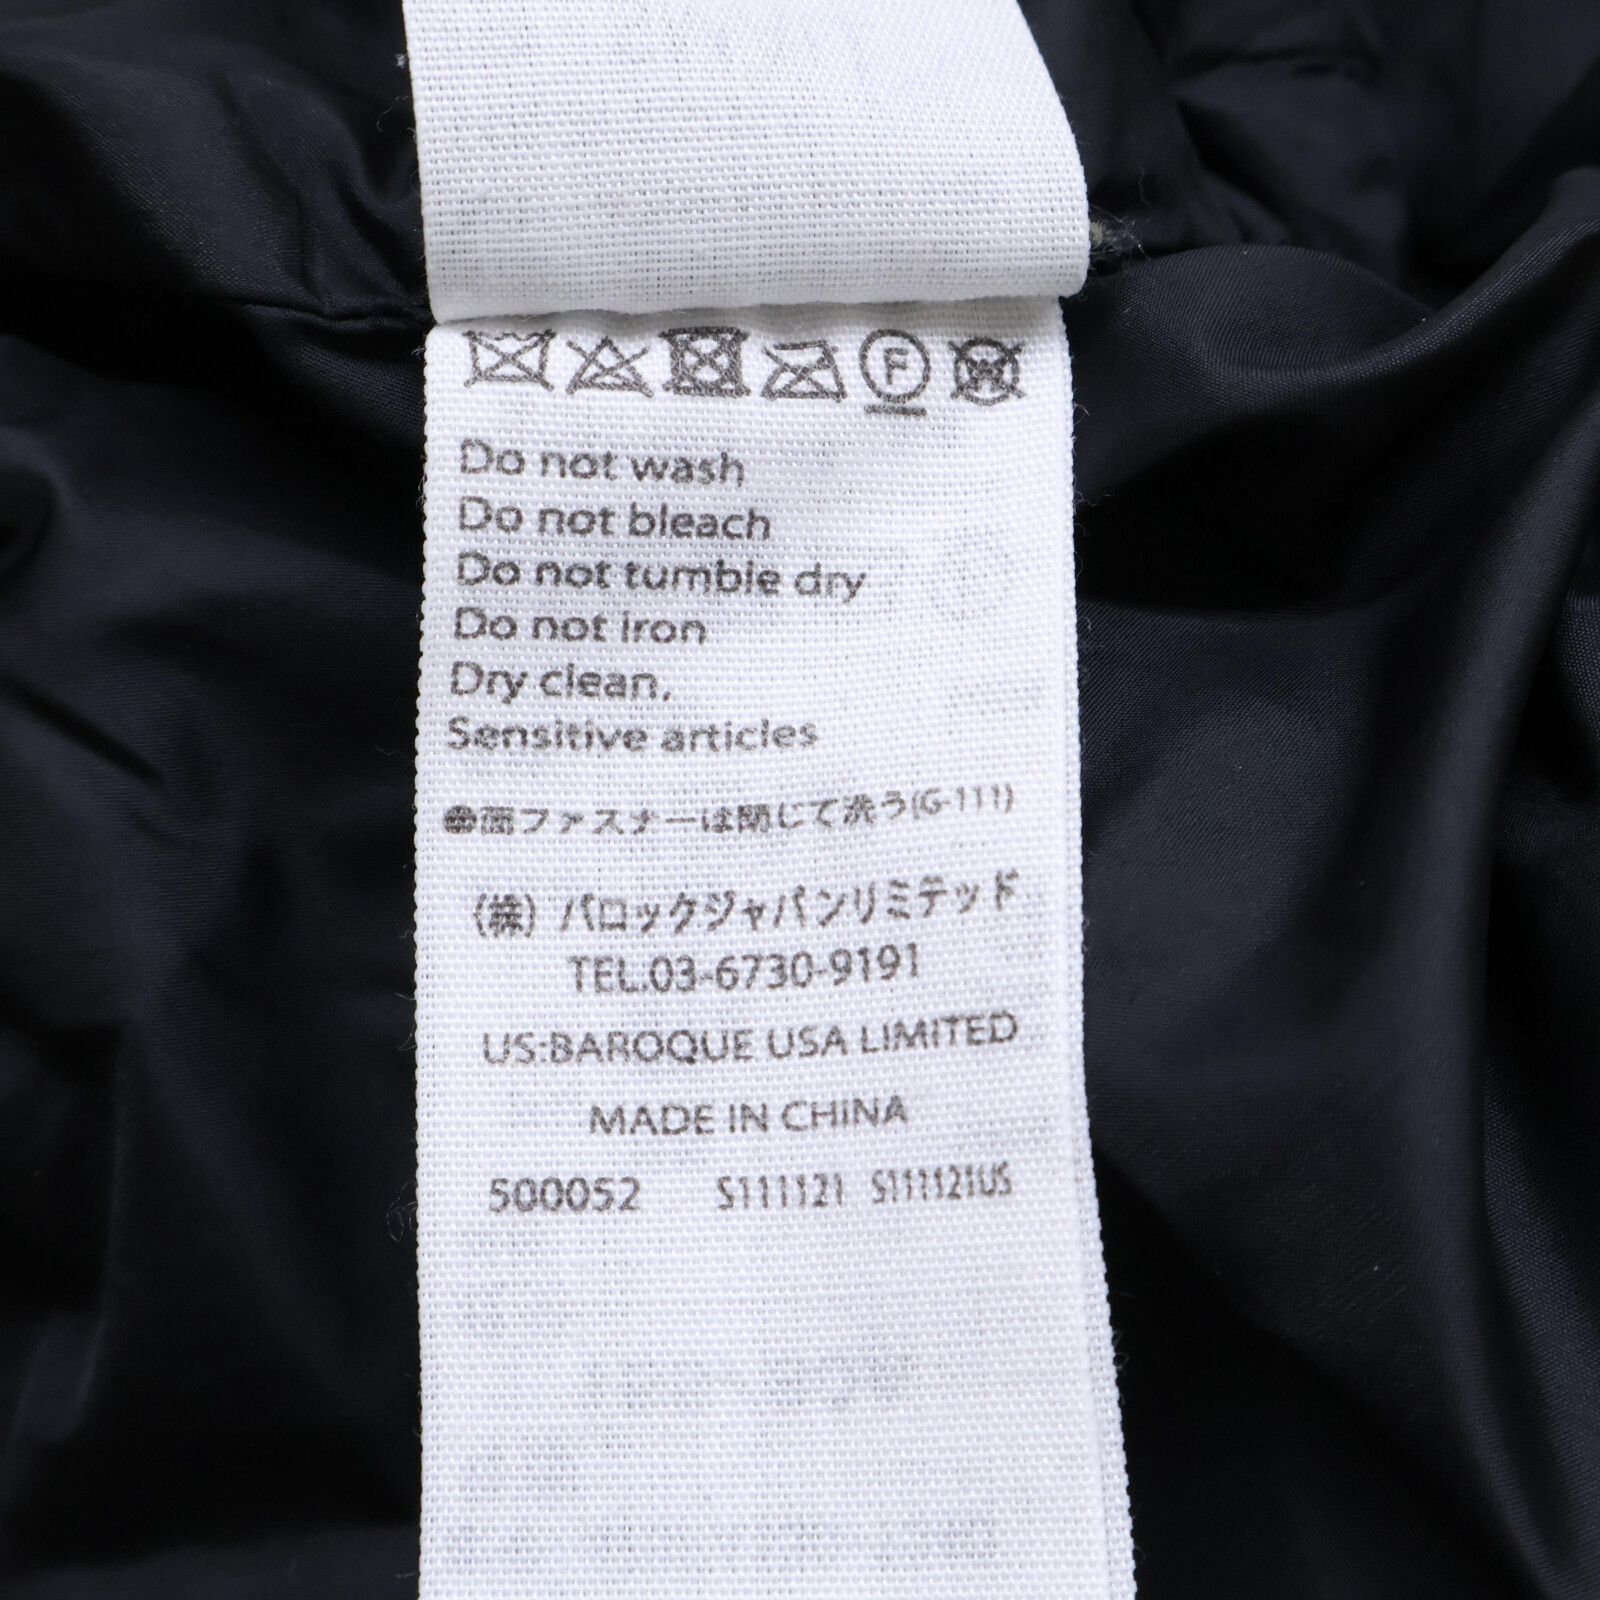 F W
Do not wash
Do not bleach
Do not tumble dry
Do not iron
Dry clean,
Sensitive articles
●面ファスナーは閉じて洗う(G-111)
(株) バロックジャパンリミテッド
TEL.03-6730-9191
US:BAROQUE USA LIMITED
MADE IN CHINA
500052 S111121 S111121US